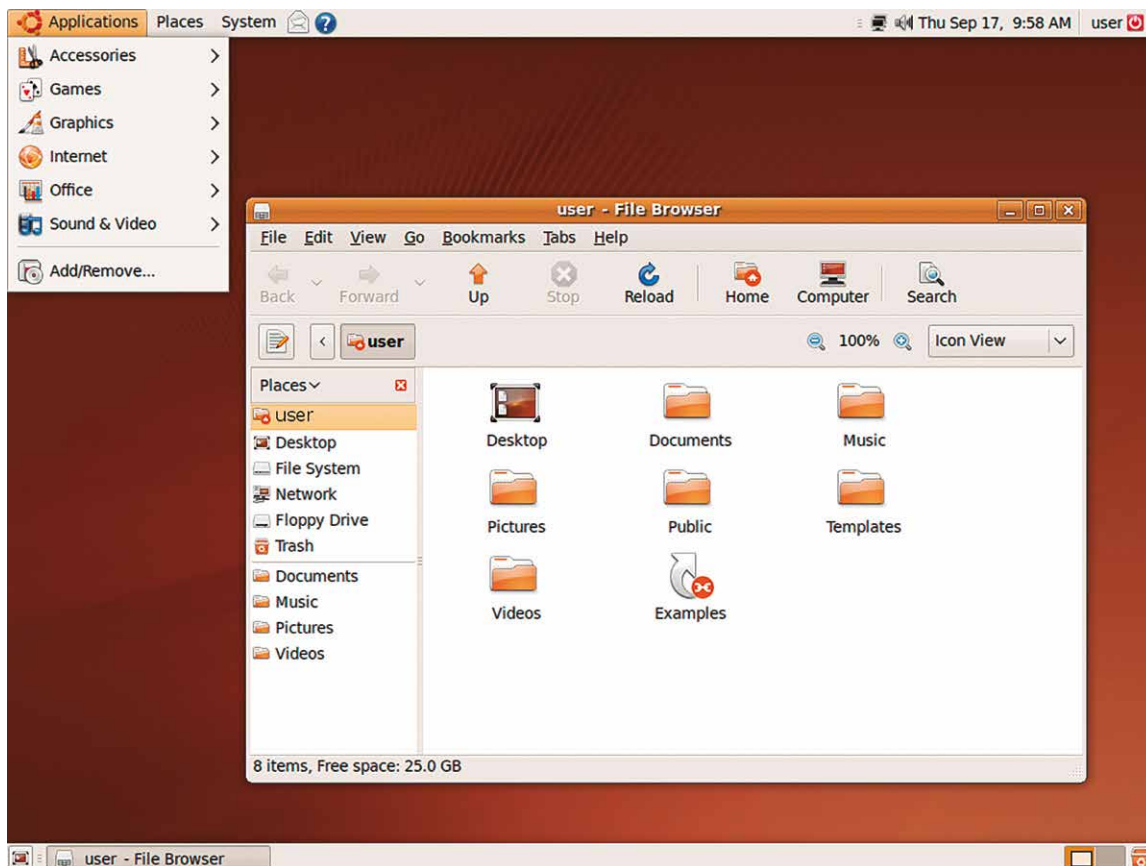 Applications Places System Thu Sep 17, 9:58 AM user
Accessories
Games
Graphics
Internet
Office
Sound & Video
Add/Remove...
user - File Browser
File Edit View Go Bookmarks Tabs Help
Back Forward Up Stop Reload Home Computer Search
user 100% Icon View
Places
user
Desktop
File System
Network
Floppy Drive
Trash
Documents
Music
Pictures
Videos
Desktop Documents Music
Pictures Public Templates
Videos Examples
8 items, Free space: 25.0 GB
user - File Browser